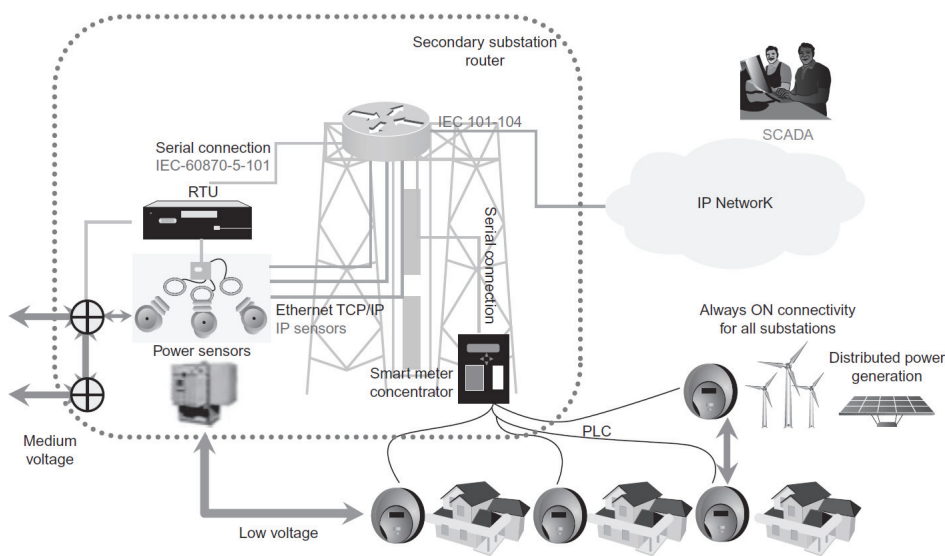 Secondary substation
router
IEC 101-104
SCADA
Serial connection
IEC-60870-5-101
RTU
IP NetworK
Serial connection
Ethernet TCP/IP
IP sensors
Power sensors
Always ON connectivity
for all substations
Distributed power
generation
Smart meter
concentrator
Medium
voltage
PLC
Low voltage